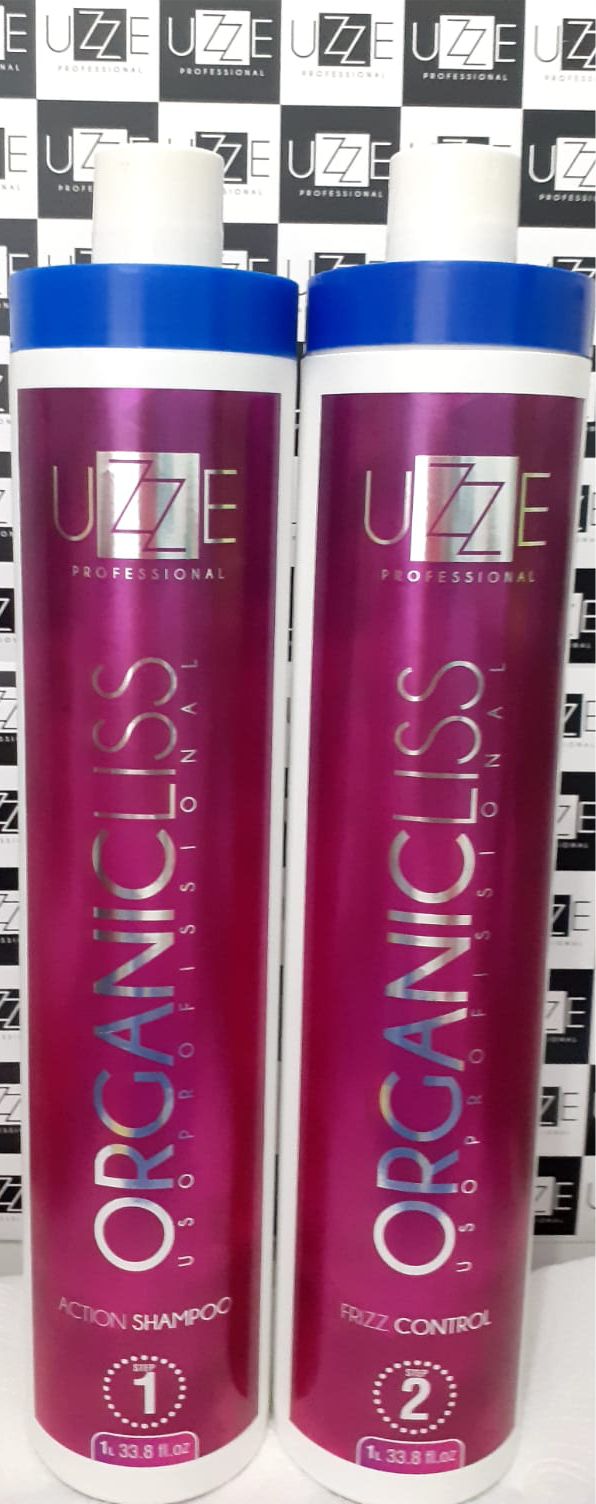 UZZE
PROFESSIONAL
ORGANICLISS
USO PROFISSIONAL
ACTION SHAMPOO
STEP
1
1L 33.8 fl.oz
UZZE
PROFESSIONAL
ORGANICLISS
USO PROFISSIONAL
FRIZZ CONTROL
STEP
2
1L 33.8 fl.oz